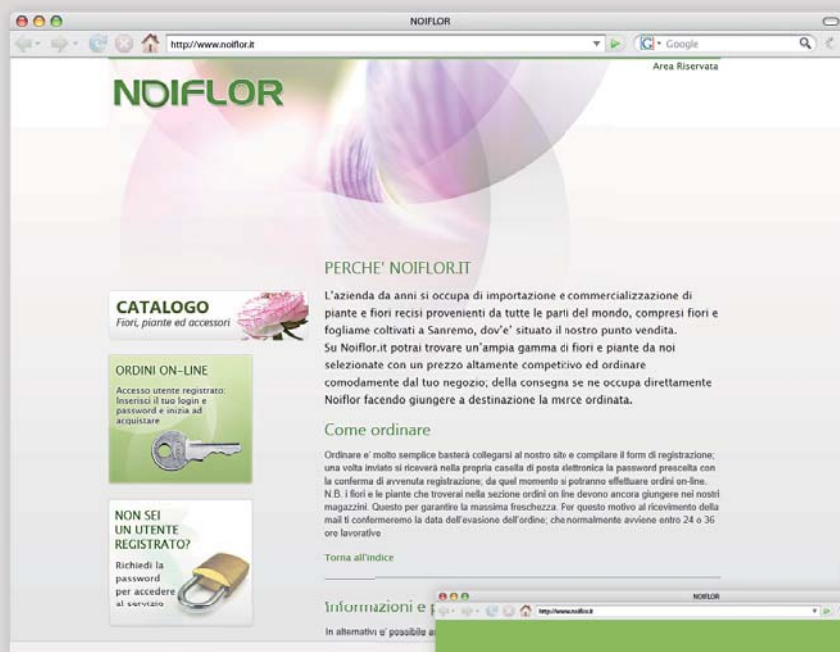 NOIFLOR
http://www.noiflor.it
Google
Area Riservata
NOIFLOR
PERCHE' NOIFLOR.IT
L'azienda da anni si occupa di importazione e commercializzazione di
piante e fiori recisi provenienti da tutte le parti del mondo, compresi fiori e
fogliame coltivati a Sanremo, dov'e' situato il nostro punto vendita.
Su Noiflor.it potrai trovare un'ampia gamma di fiori e piante da noi
selezionate con un prezzo altamente competitivo ed ordinare
comodamente dal tuo negozio; della consegna se ne occupa direttamente
Noiflor facendo giungere a destinazione la merce ordinata.
CATALOGO
Fiori, piante ed accessori
ORDINI ON-LINE
Accesso utente registrato:
Inserisci il tuo login e
password e inizia ad
acquistare
NON SEI
UN UTENTE
REGISTRATO?
Richiedi la
password
per accedere
al servizio
Come ordinare
Ordinare e' molto semplice basterà collegarsi al nostro sito e compilare il form di registrazione;
una volta inviato si riceverà nella propria casella di posta elettronica la password prescelta con
la conferma di avvenuta registrazione; da quel momento si potranno effettuare ordini on-line.
N.B. i fiori e le piante che troverai nella sezione ordini on line devono ancora giungere nei nostri
magazzini. Questo per garantire la massima freschezza. Per questo motivo al ricevimento della
mail ti confermeremo la data dell'evasione dell'ordine; che normalmente avviene entro 24 o 36
ore lavorative
Torna all'indice
Informazioni e p
In alternativa e' possibile
NOIFLOR
http://www.noiflor.it